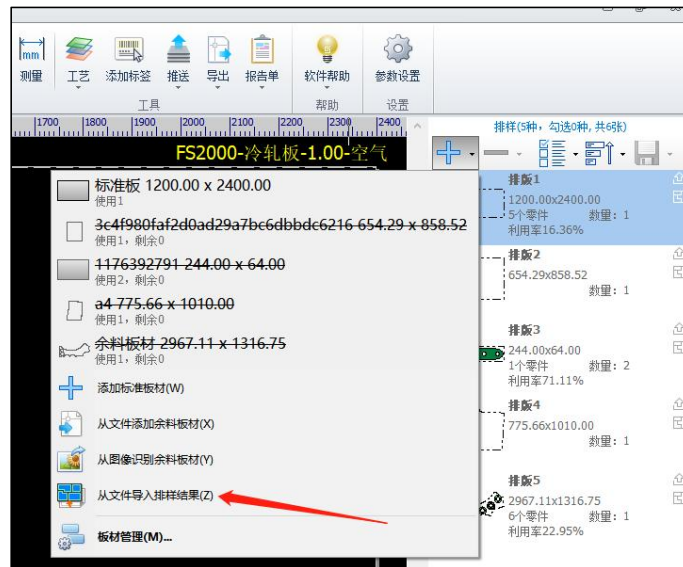 mm
测量
工艺
添加标签
推送
导出
报告单
软件帮助
参数设置
工具
帮助
设置
1700 1800 1900 2000 2100 2200 2300 2400
FS2000-冷轧板-1.00-空气
排样(5种，勾选0种, 共6张)
标准板 1200.00 x 2400.00
使用1
3c4f980faf2d0ad29a7bc6dbbdc6216 654.29 x 858.52
使用1，剩余0
1176392791 244.00 x 64.00
使用2，剩余0
a4 775.66 x 1010.00
使用1，剩余0
余料板材 2967.11 x 1316.75
使用1，剩余0
添加标准板材(W)
从文件添加余料板材(X)
从图像识别余料板材(Y)
从文件导入排样结果(Z)
板材管理(M)...
排版1
1200.00x2400.00
5个零件 数量: 1
利用率16.36%
排版2
654.29x858.52
数量: 1
排版3
244.00x64.00
1个零件 数量: 2
利用率71.11%
排版4
775.66x1010.00
数量: 1
排版5
2967.11x1316.75
6个零件 数量: 1
利用率22.95%